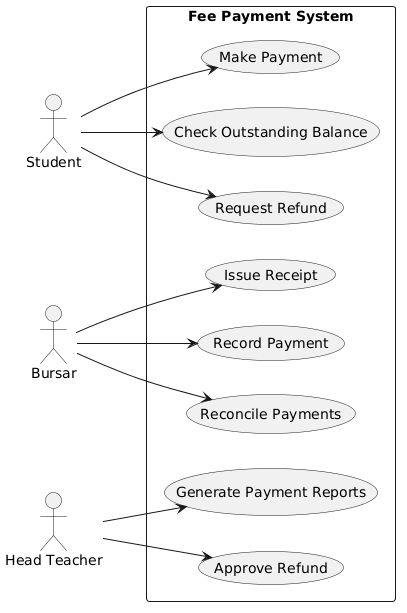 Fee Payment System
Make Payment
Check Outstanding Balance
Student
Request Refund
Issue Receipt
Record Payment
Bursar
Reconcile Payments
Generate Payment Reports
Head Teacher
Approve Refund